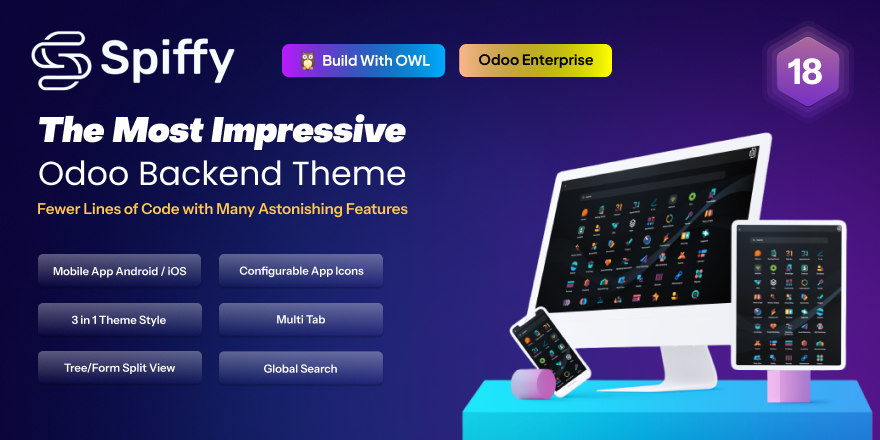 Spiffy
Build With OWL
Odoo Enterprise
18
The Most Impressive
Odoo Backend Theme
Fewer Lines of Code with Many Astonishing Features
Mobile App Android / iOS
Configurable App Icons
3 in 1 Theme Style
Multi Tab
Tree/Form Split View
Global Search